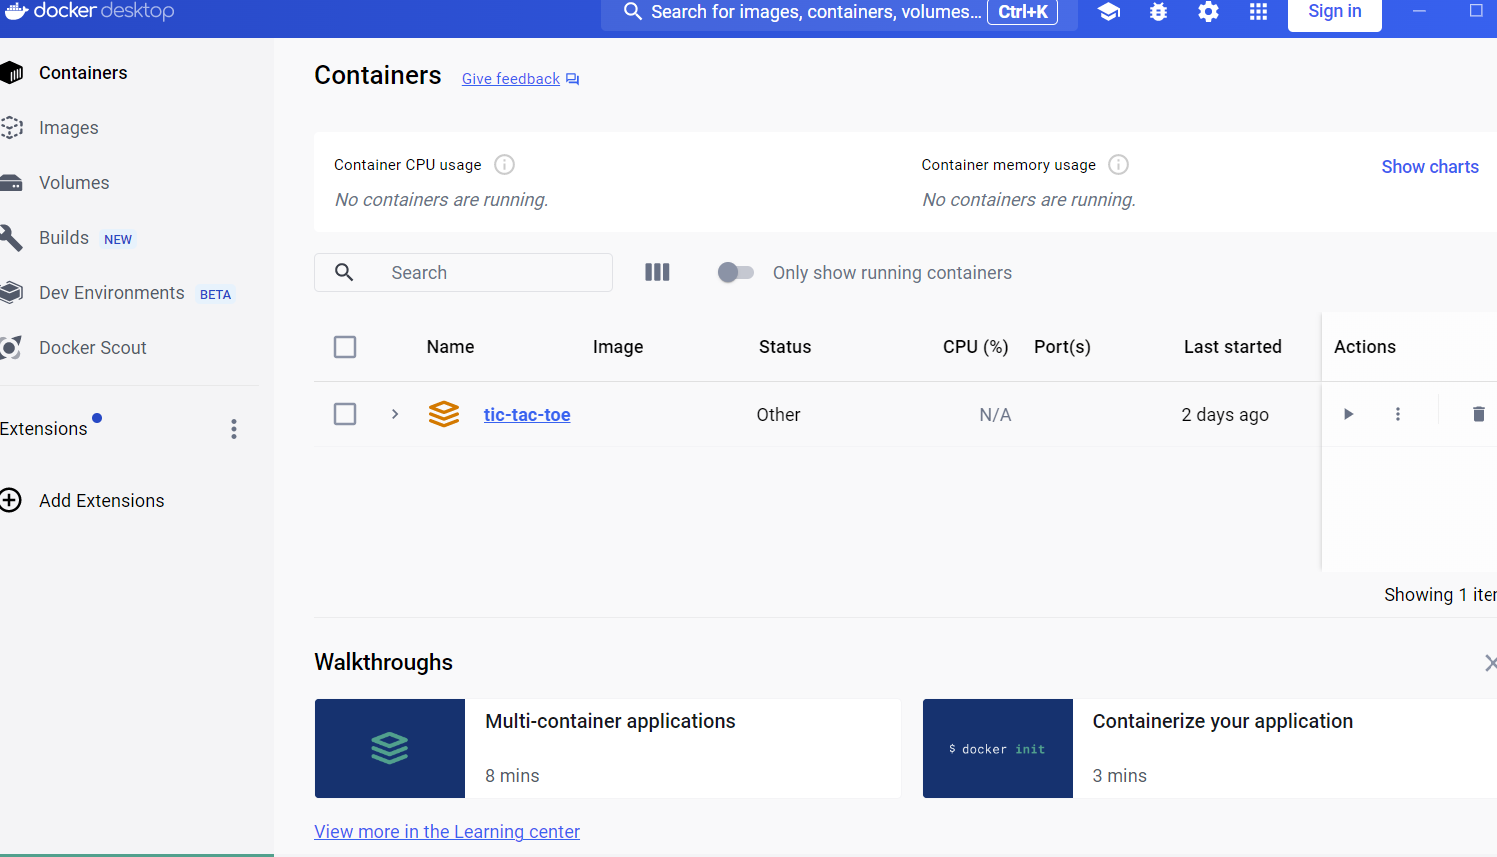 docker desktop
Search for images, containers, volumes... Ctrl+K
Sign in
Containers
Images
Volumes
Builds NEW
Dev Environments BETA
Docker Scout
Extensions
Add Extensions
Containers Give feedback
Container CPU usage
No containers are running.
Container memory usage
No containers are running.
Show charts
Search
Only show running containers
Name Image Status CPU (%) Port(s) Last started Actions
tic-tac-toe Other N/A 2 days ago
Showing 1
Walkthroughs
Multi-container applications
8 mins
$ docker init
Containerize your application
3 mins
View more in the Learning center